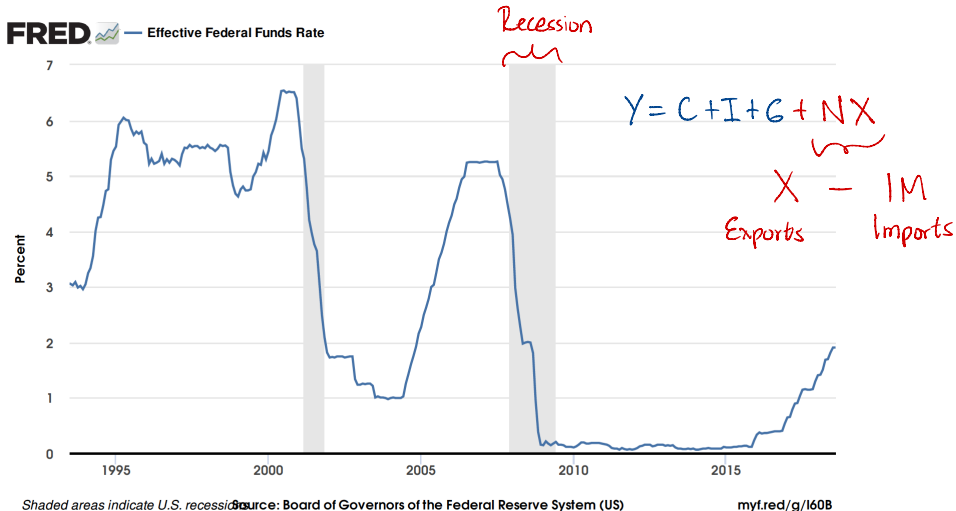 Recession
FRED
Effective Federal Funds Rate
7
6
5
4
3
2
1
0
Percent
Y = C + I + G + NX
X - IM
Exports Imports
1995 2000 2005 2010 2015
Shaded areas indicate U.S. recessions
Source: Board of Governors of the Federal Reserve System (US)
myf.red/g/l60B